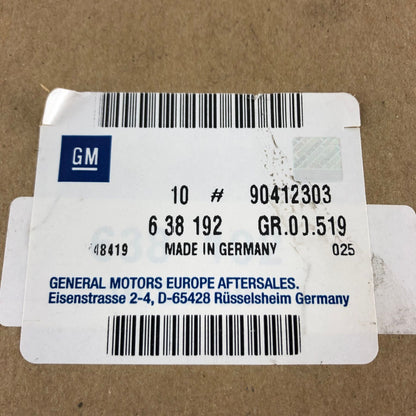 GM
10 # 90412303
6 38 192 GR.00.519
48419 MADE IN GERMANY 025
GENERAL MOTORS EUROPE AFTERSALES.
Eisenstrasse 2-4, D-65428 Rüsselsheim Germany